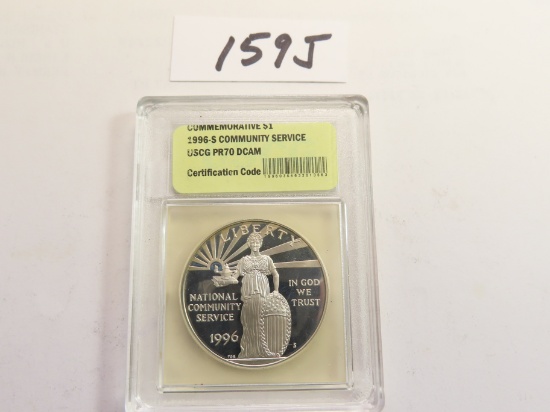 159J
COMMEMORATIVE $1
1996-S COMMUNITY SERVICE
USCG PR70 DCAM
Certification Code
LIBERTY
IN GOD
WE
TRUST
NATIONAL
COMMUNITY
SERVICE
1996
S